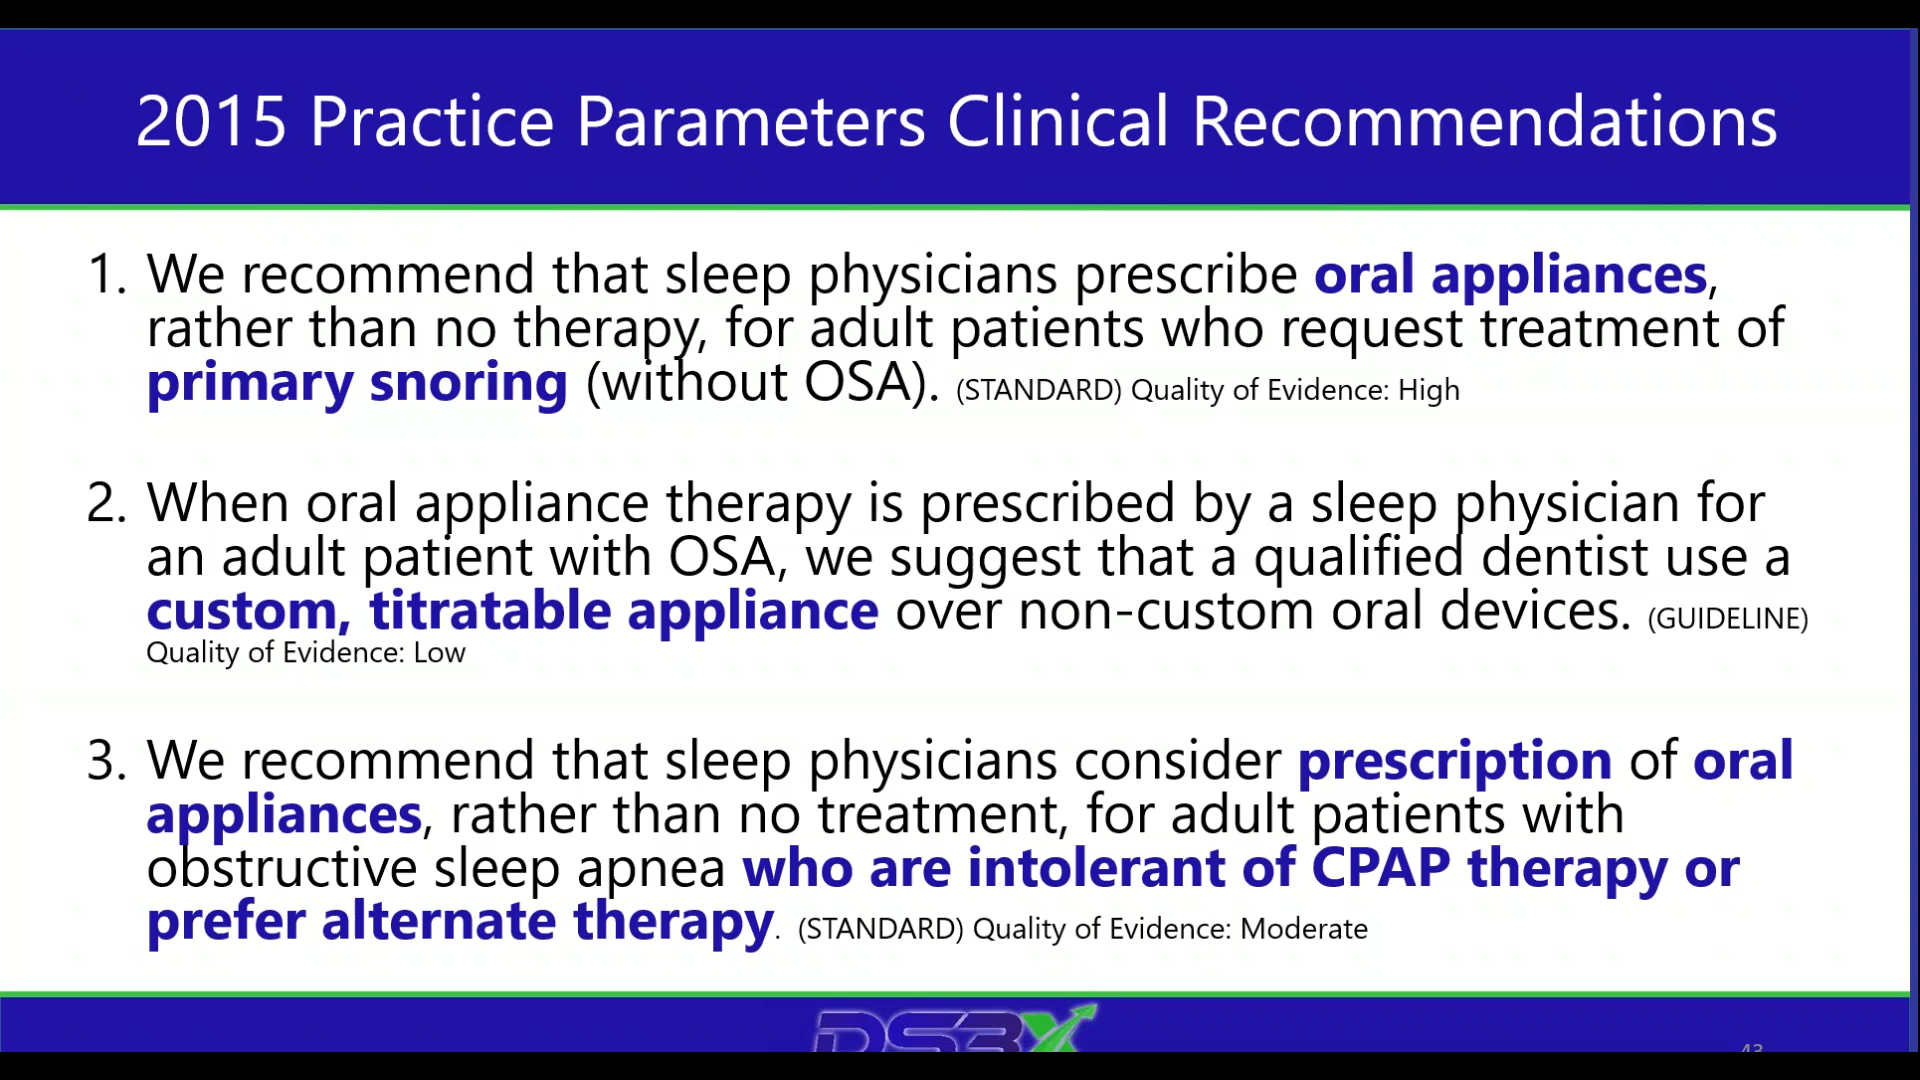 2015 Practice Parameters Clinical Recommendations
1. We recommend that sleep physicians prescribe oral appliances,
rather than no therapy, for adult patients who request treatment of
primary snoring (without OSA). (STANDARD) Quality of Evidence: High
2. When oral appliance therapy is prescribed by a sleep physician for
an adult patient with OSA, we suggest that a qualified dentist use a
custom, titratable appliance over non-custom oral devices. (GUIDELINE)
Quality of Evidence: Low
3. We recommend that sleep physicians consider prescription of oral
appliances, rather than no treatment, for adult patients with
obstructive sleep apnea who are intolerant of CPAP therapy or
prefer alternate therapy. (STANDARD) Quality of Evidence: Moderate
DS3X
43